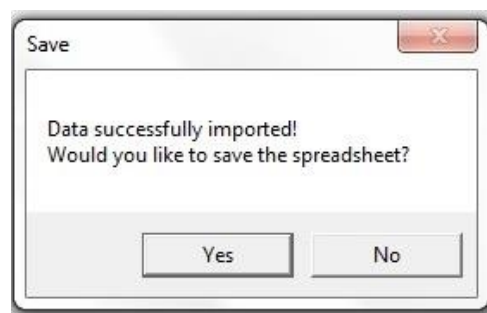 Save
Data successfully imported!
Would you like to save the spreadsheet?
Yes
No